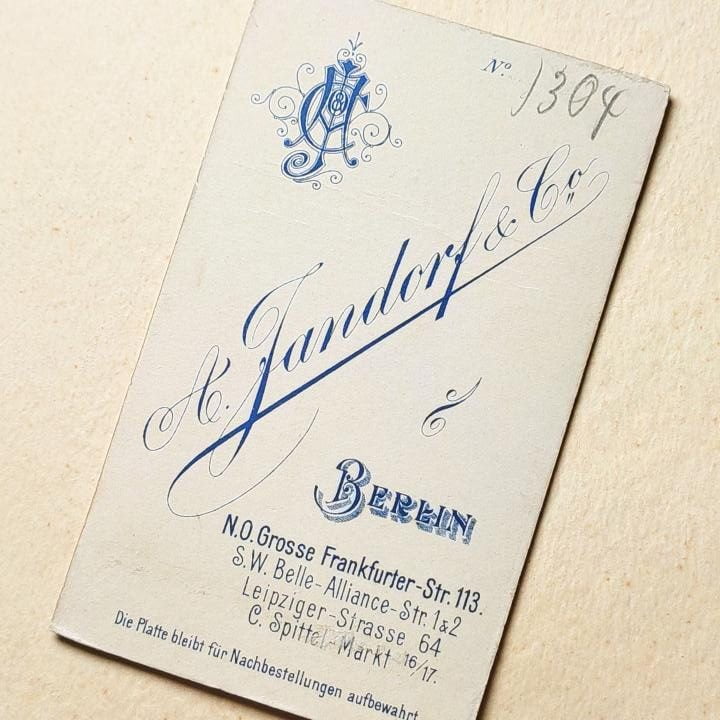 Nº. 1304
A. Jandorf & Cº
BERLIN
N.O. Grosse Frankfurter-Str. 113.
S.W. Belle-Alliance-Str. 1&2
Leipziger-Strasse 64
C. Spittel-Markt 16/17.
Die Platte bleibt für Nachbestellungen aufbewahrt